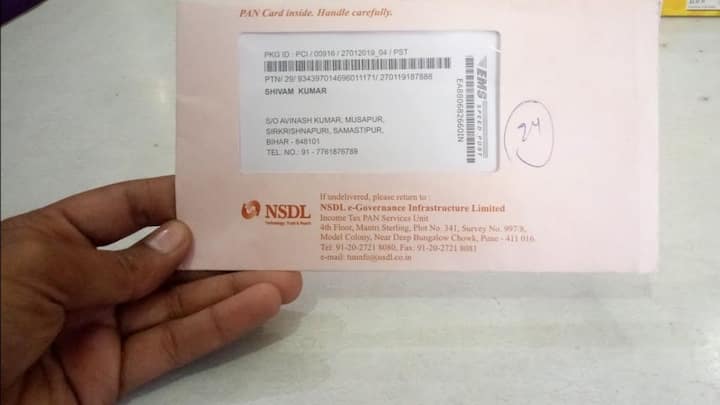 PAN Card inside. Handle carefully.
PKG ID : PCI / 00916 / 27012019_04 / PST
PTN/ 29/ 934397014696011171/ 270119187888
SHIVAM KUMAR
S/O AVINASH KUMAR, MUSAPUR,
SIRKRISHNAPURI, SAMASTIPUR,
BIHAR - 848101
TEL. NO.: 91 - 7761876789
EMS
SPEED POST
EA880682660IN
24
NSDL
Technology, Trust & Reach
If undelivered, please return to :
NSDL e-Governance Infrastructure Limited
Income Tax PAN Services Unit
4th Floor, Mantri Sterling, Plot No. 341, Survey No. 997/8,
Model Colony, Near Deep Bungalow Chowk, Pune - 411 016.
Tel: 91-20-2721 8080, Fax: 91-20-2721 8081
e-mail: tininfo@nsdl.co.in